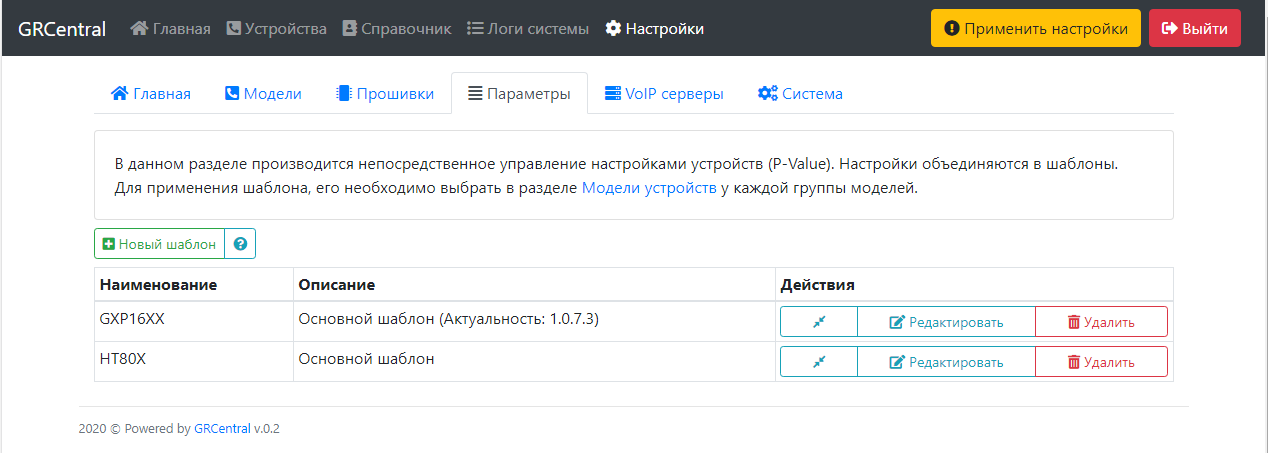 GRCentral Главная Устройства Справочник Логи системы Настройки Применить настройки Выйти
Главная Модели Прошивки Параметры VoIP серверы Система
В данном разделе производится непосредственное управление настройками устройств (P-Value). Настройки объединяются в шаблоны.
Для применения шаблона, его необходимо выбрать в разделе Модели устройств у каждой группы моделей.
Новый шаблон
Наименование Описание Действия
GXP16XX Основной шаблон (Актуальность: 1.0.7.3) Редактировать Удалить
HT80X Основной шаблон Редактировать Удалить
2020 © Powered by GRCentral v.0.2